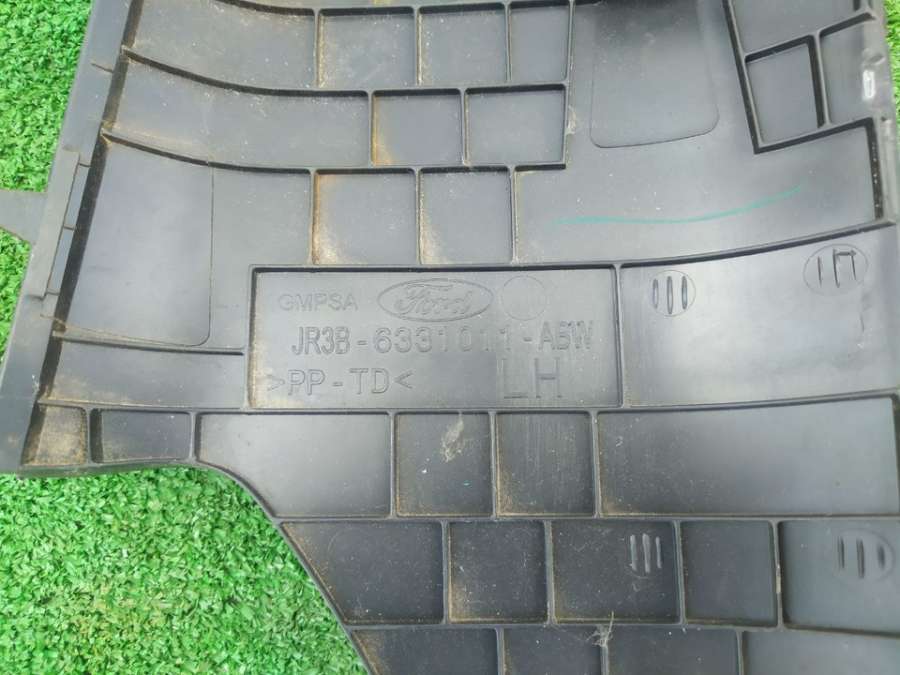 GMPSA Ford
JR3B-6331011-A5W
>PP-TD< LH